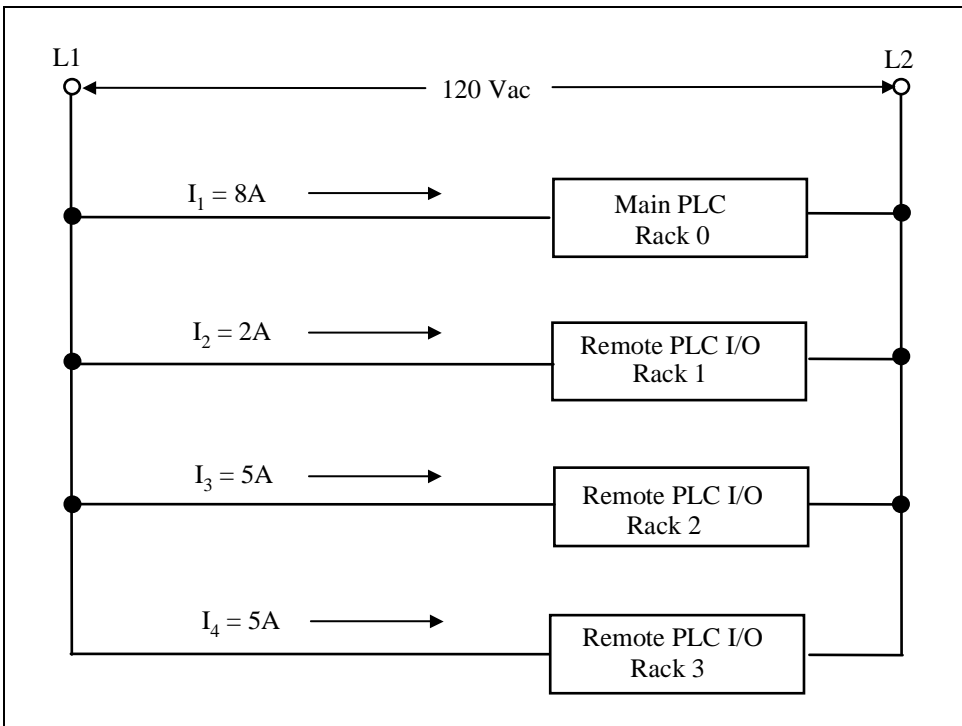 L1
L2
120 Vac
I₁ = 8A
Main PLC
Rack 0
I₂ = 2A
Remote PLC I/O
Rack 1
I₃ = 5A
Remote PLC I/O
Rack 2
I₄ = 5A
Remote PLC I/O
Rack 3